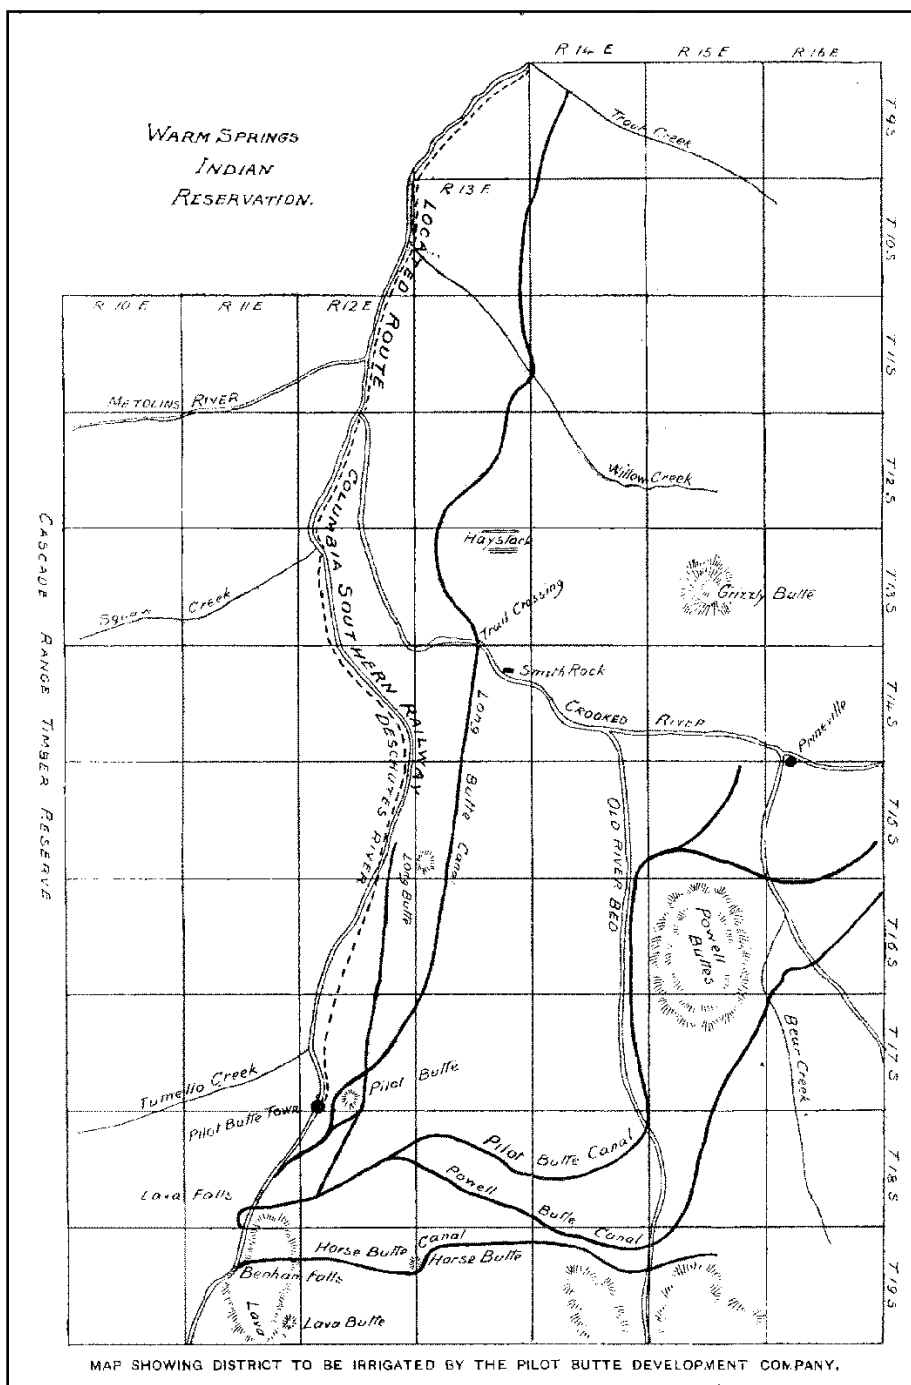 R 14 E
R 15 E
R 16 E
T 9 S
Trout Creek
WARM SPRINGS
INDIAN
RESERVATION.
R 13 E
T 10 S
LOCATED ROUTE
R 10 E
R 11 E
R 12 E
T 11 S
METOLINS RIVER
T 12 S
Willow Creek
COLUMBIA SOUTHERN RAILWAY.
CASCADE RANGE TIMBER RESERVE
Haystack
T 13 S
Grizzly Butte
Squaw Creek
Trail Crossing
Smith Rock
T 14 S
Long Butte Canal
CROOKED RIVER
Prineville
DESCHUTES RIVER
T 15 S
OLD RIVER BED
Long Butte
Powell
Buttes
T 16 S
T 17 S
Bear Creek
Tumello Creek
Pilot Butte
PILOT BUTTE TOWN
Pilot Butte Canal
T 18 S
Lava Falls
Powell Butte Canal
Horse Butte Canal
Horse Butte
Benham Falls
T 19 S
Lava
Lava Butte
MAP SHOWING DISTRICT TO BE IRRIGATED BY THE PILOT BUTTE DEVELOPMENT COMPANY.